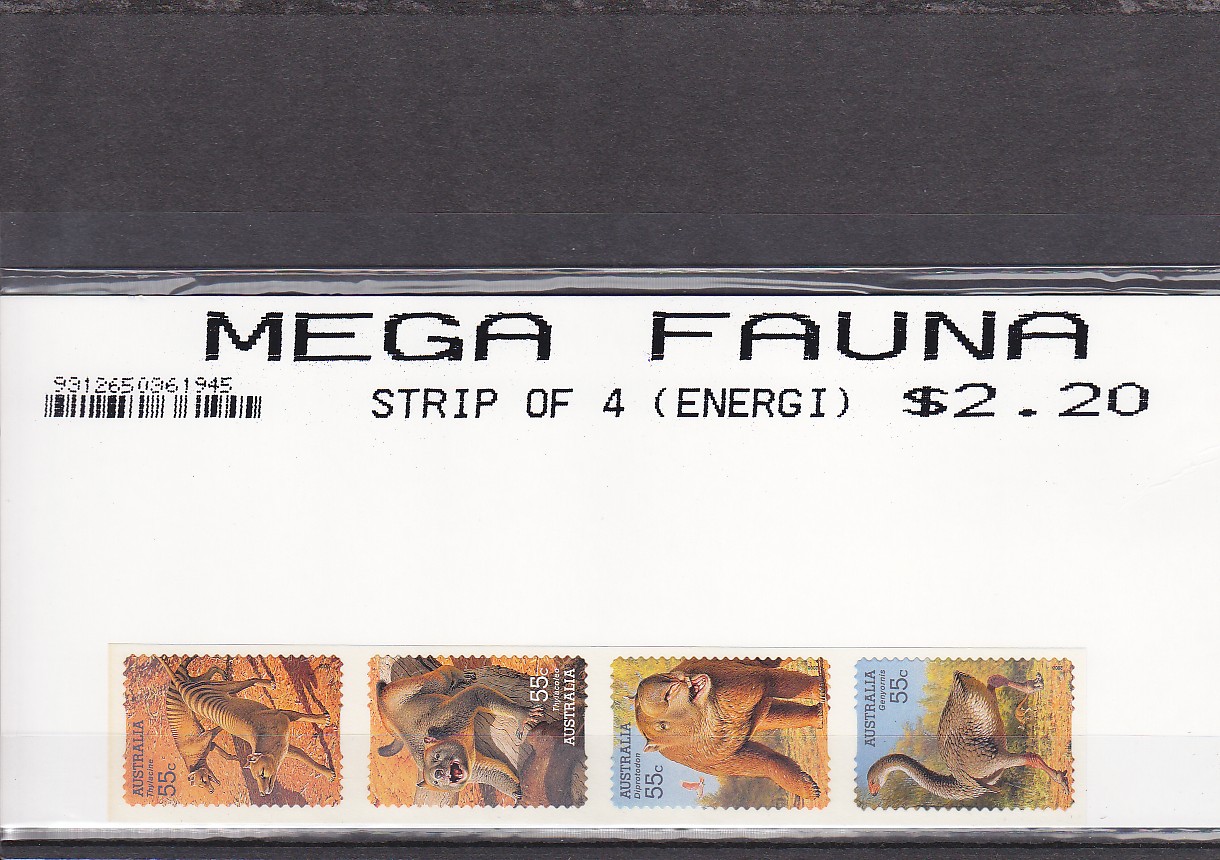 MEGA FAUNA
9312650361945
STRIP OF 4 (ENERGI) $2.20
AUSTRALIA
Thylacine
55c
55c
Thylacoleo
AUSTRALIA
AUSTRALIA
Diprotodon
55c
AUSTRALIA
Genyornis
55c